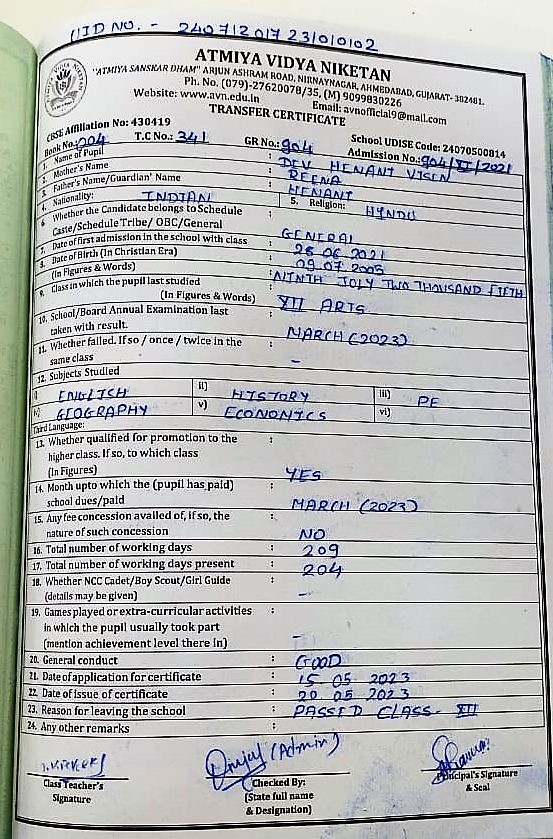 UID NO. - 240712017 23010102
ATMIYA VIDYA NIKETAN
"ATMIYA SANSKAR DHAM" ARJUN ASHRAM ROAD, NIRNAYNAGAR, AHMEDABAD, GUJARAT- 382481.
Ph. No. (079)-27620078/35, (M) 9099830226
Website: www.avn.edu.in Email: avnofficial9@mail.com
TRANSFER CERTIFICATE
CBSE Affiliation No: 430419 School UDISE Code: 24070500814
Book No: 004 T.C No.: 341 GR No.: 904 Admission No.: 904/XI/2021
1. Name of Pupil DEV HENANT VISEN
2. Mother's Name REENA
3. Father's Name/Guardian' Name HENANT
4. Nationality: INDIAN 5. Religion: HINDU
6. Whether the Candidate belongs to Schedule
Caste/Schedule Tribe/ OBC/General GENERAL
7. Date of first admission in the school with class 28 06 2021
8. Date of Birth (In Christian Era) 09 07 2005
(In Figures & Words) NINTH JULY TWO THOUSAND FIFTH
9. Class in which the pupil last studied
(In Figures & Words) : XII ARTS
10. School/Board Annual Examination last
taken with result. : MARCH (2023)
11. Whether failed. If so / once / twice in the
same class -
12. Subjects Studied
i) ENGLISH ii) HISTORY iii) PE
iv) GEOGRAPHY v) ECONOMICS vi)
Third Language:
13. Whether qualified for promotion to the :
higher class. If so, to which class
(In Figures) YES
14. Month upto which the (pupil has paid) :
school dues/paid MARCH (2023)
15. Any fee concession availed of, if so, the :
nature of such concession NO
16. Total number of working days : 209
17. Total number of working days present : 204
18. Whether NCC Cadet/Boy Scout/Girl Guide :
(details may be given) -
19. Games played or extra-curricular activities :
in which the pupil usually took part
(mention achievement level there in) -
20. General conduct : GOOD
21. Date of application for certificate : 15 05 2023
22. Date of issue of certificate : 20 05 2023
23. Reason for leaving the school : PASSED CLASS - XII
24. Any other remarks :
(Admin)
Class Teacher's Checked By: Principal's Signature
Signature (State full name & Seal
& Designation)